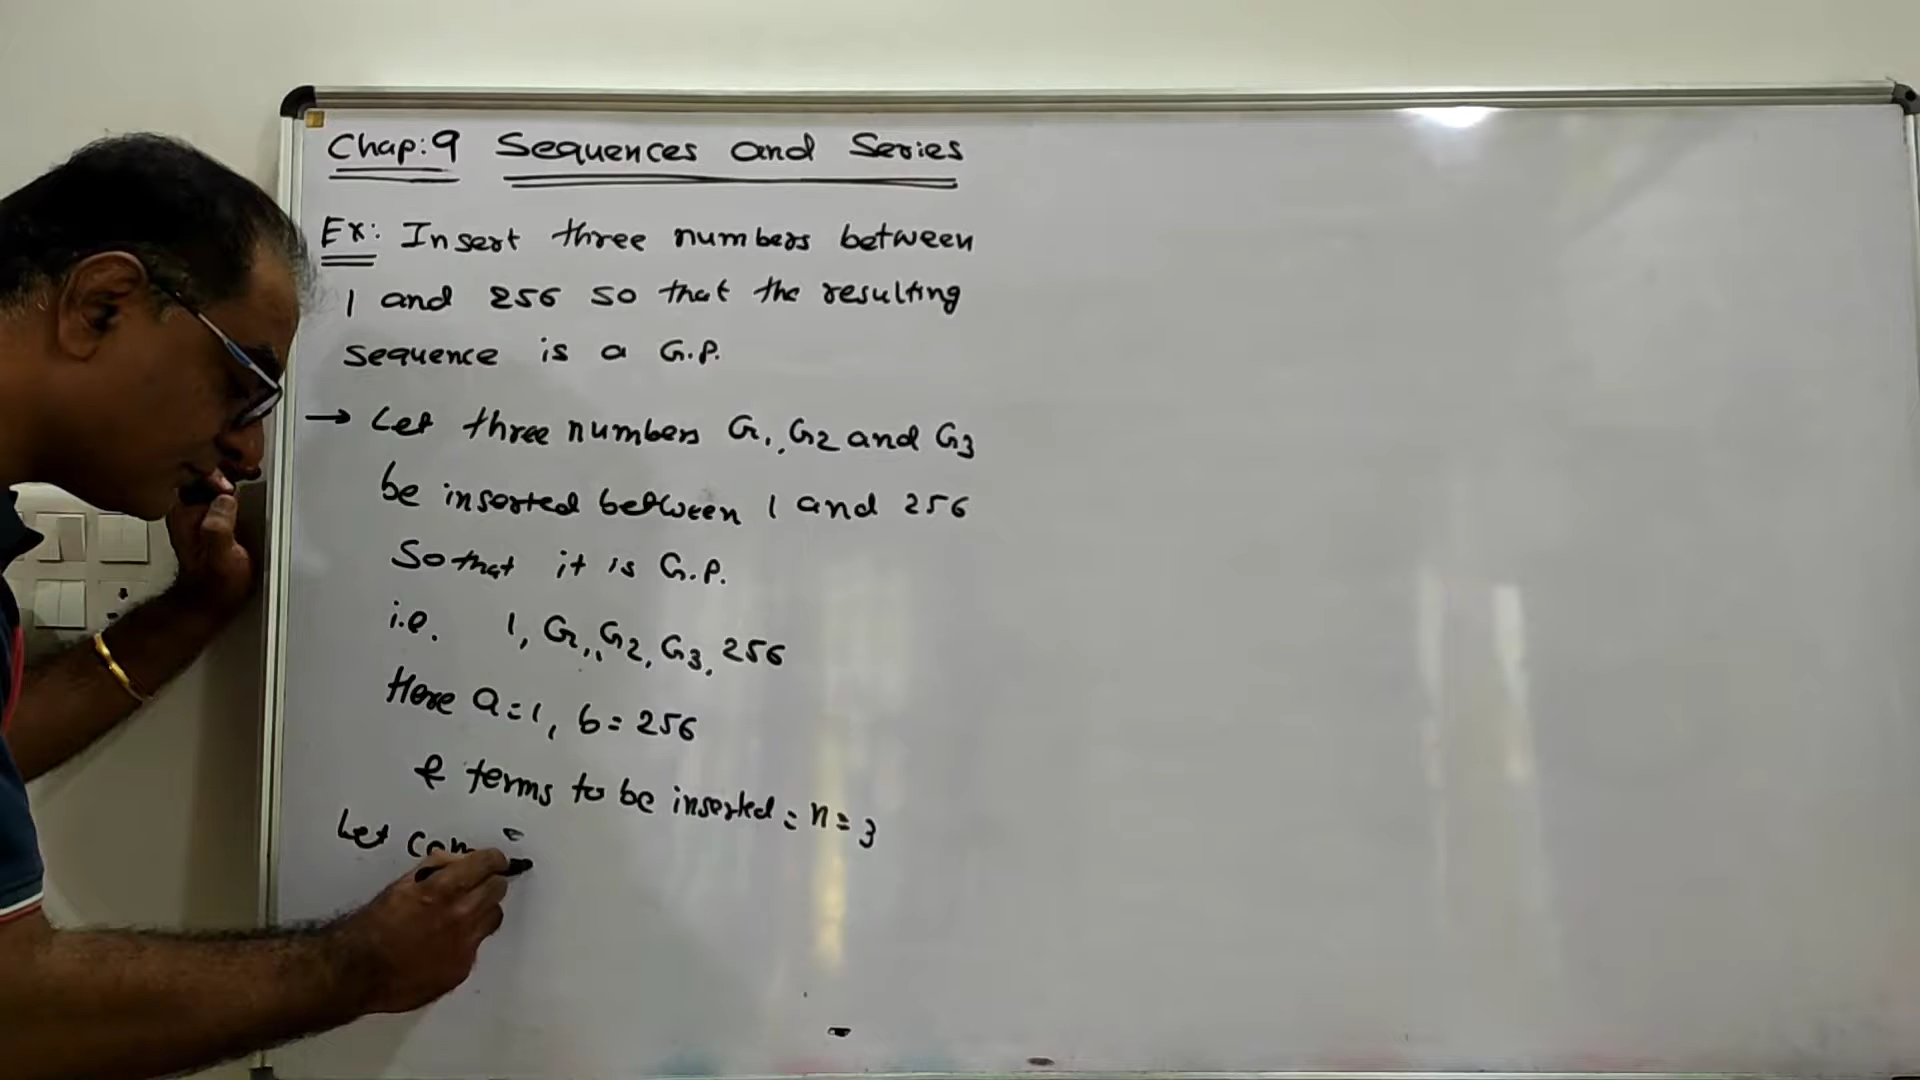 Chap:9 Sequences and Series
Ex: Insert three numbers between
1 and 256 so that the resulting
sequence is a G.P.
→ Let three numbers G1, G2 and G3
be inserted between 1 and 256
So that it is G.P.
i.e. 1, G1, G2, G3, 256
Here a=1, b=256
& terms to be inserted = n = 3
Let com